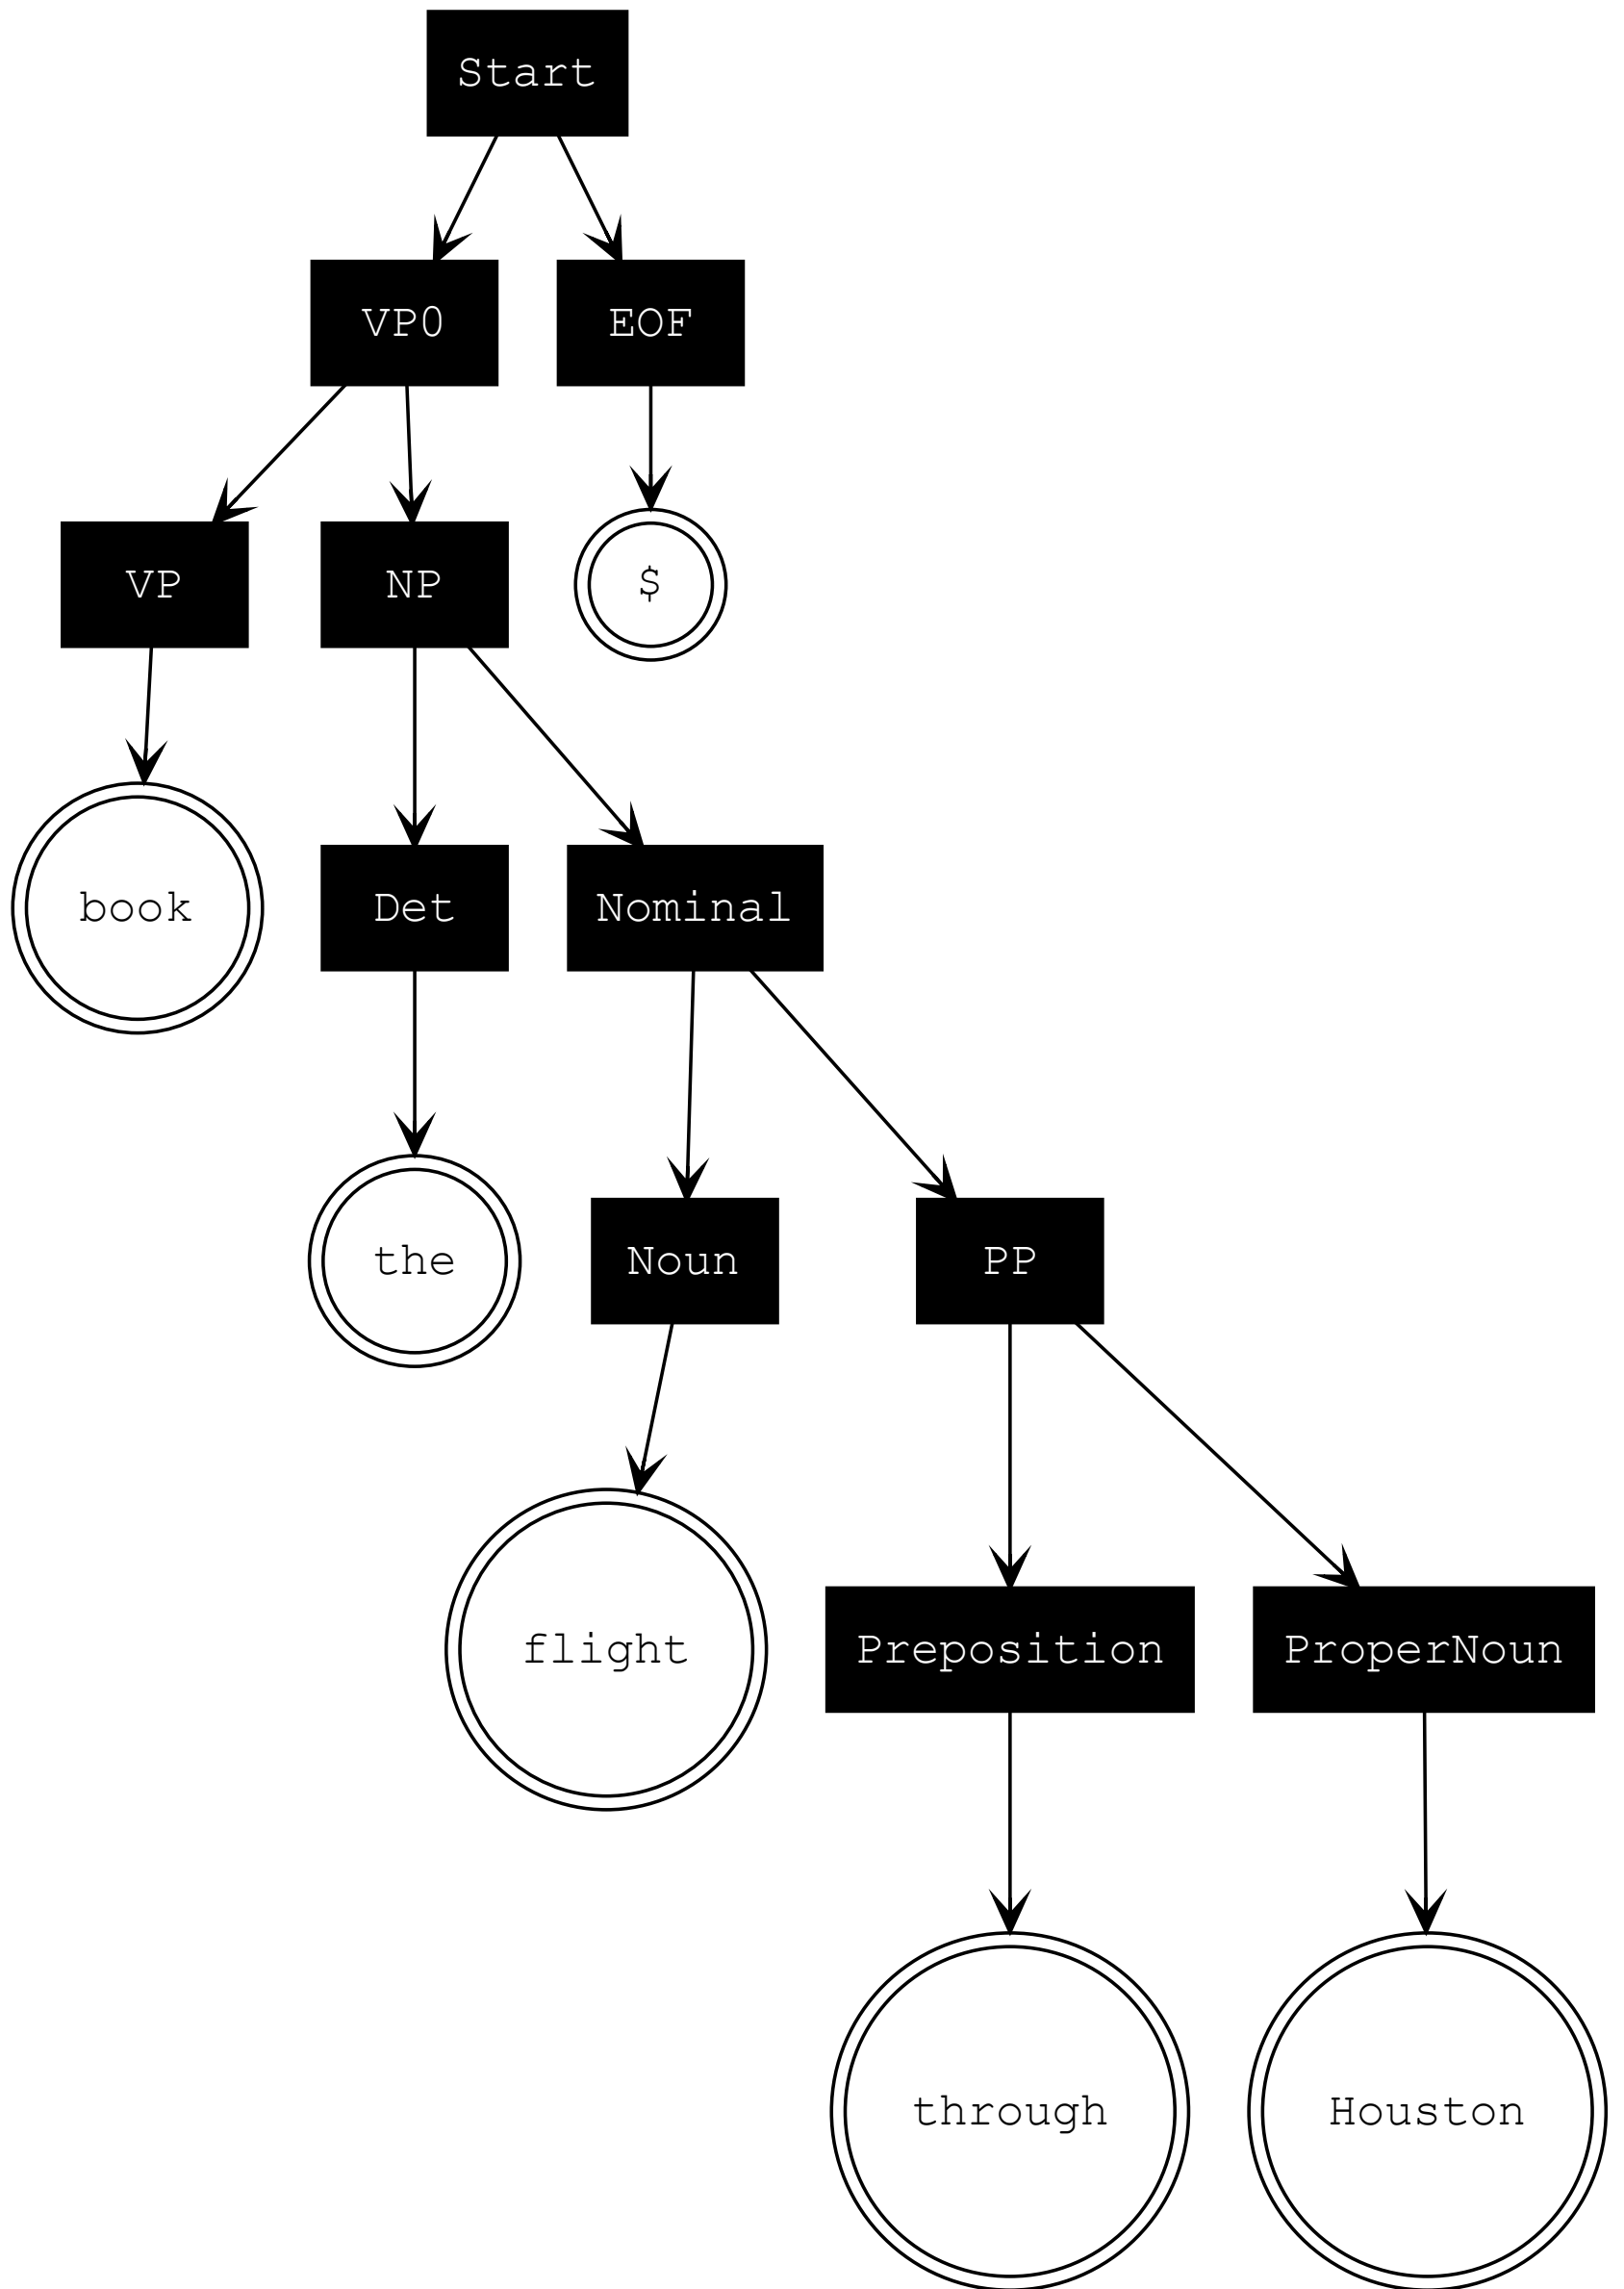 Start
VP0 EOF
VP NP $
book Det Nominal
the Noun PP
flight Preposition ProperNoun
through Houston